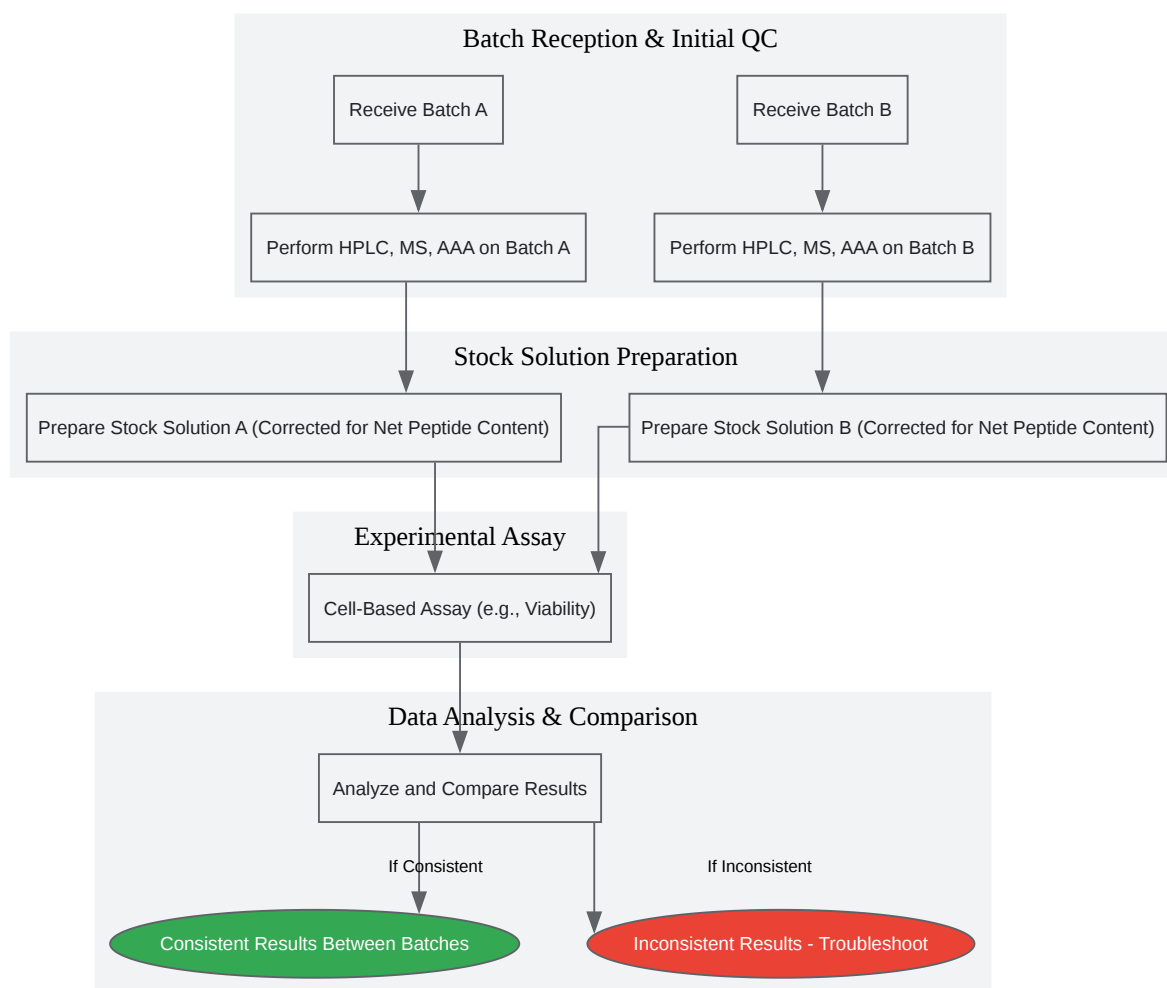 Batch Reception & Initial QC
Receive Batch A
Receive Batch B
Perform HPLC, MS, AAA on Batch A
Perform HPLC, MS, AAA on Batch B
Stock Solution Preparation
Prepare Stock Solution A (Corrected for Net Peptide Content)
Prepare Stock Solution B (Corrected for Net Peptide Content)
Experimental Assay
Cell-Based Assay (e.g., Viability)
Data Analysis & Comparison
Analyze and Compare Results
If Consistent
If Inconsistent
Consistent Results Between Batches
Inconsistent Results - Troubleshoot